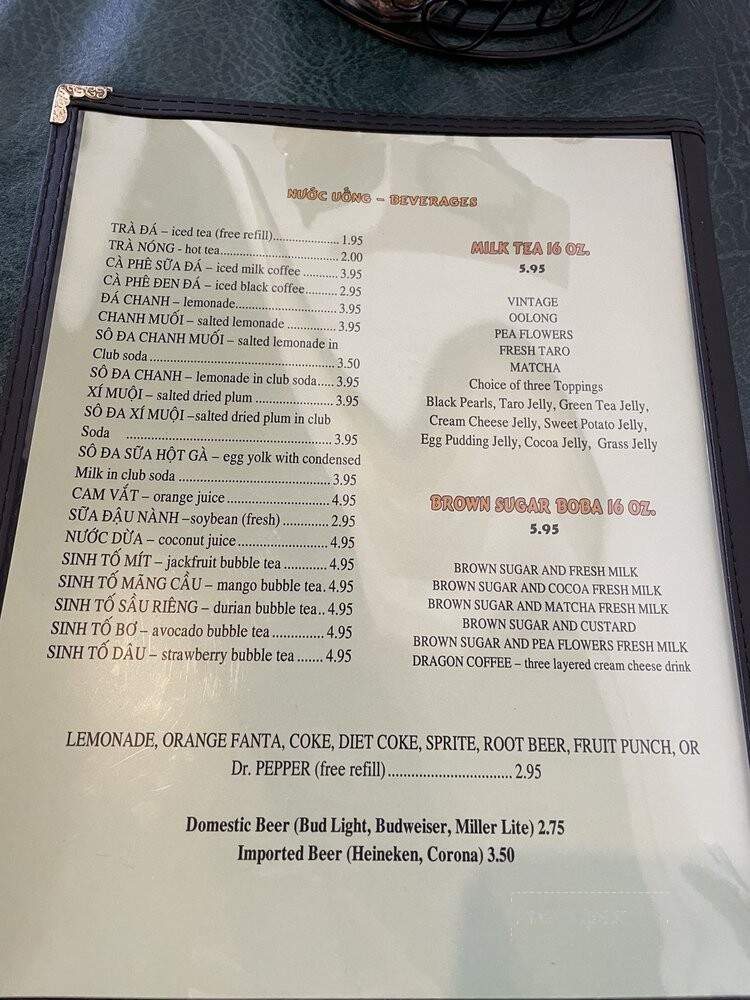 NƯỚC UỐNG – BEVERAGES
TRÀ ĐÁ – iced tea (free refill)...................... 1.95
TRÀ NÓNG - hot tea....................................... 2.00
CÀ PHÊ SỮA ĐÁ – iced milk coffee ........... 3.95
CÀ PHÊ ĐEN ĐÁ – iced black coffee......... 2.95
ĐÁ CHANH – lemonade.................................. 3.95
CHANH MUỐI – salted lemonade ................ 3.95
SÔ ĐA CHANH MUỐI – salted lemonade in
Club soda ...................................................... 3.50
SÔ ĐA CHANH – lemonade in club soda..... 3.95
XÍ MUỘI – salted dried plum ........................ 3.95
SÔ ĐA XÍ MUỘI –salted dried plum in club
Soda ........................................................ 3.95
SÔ ĐA SỮA HỘT GÀ – egg yolk with condensed
Milk in club soda .......................................... 3.95
CAM VẮT – orange juice ............................. 4.95
SỮA ĐẬU NÀNH –soybean (fresh) ............. 2.95
NƯỚC DỪA – coconut juice ......................... 4.95
SINH TỐ MÍT – jackfruit bubble tea ............ 4.95
SINH TỐ MÃNG CẦU – mango bubble tea. 4.95
SINH TỐ SẦU RIÊNG – durian bubble tea.. 4.95
SINH TỐ BƠ – avocado bubble tea .............. 4.95
SINH TỐ DÂU – strawberry bubble tea ....... 4.95
MILK TEA 16 OZ.
5.95
VINTAGE
OOLONG
PEA FLOWERS
FRESH TARO
MATCHA
Choice of three Toppings
Black Pearls, Taro Jelly, Green Tea Jelly,
Cream Cheese Jelly, Sweet Potato Jelly,
Egg Pudding Jelly, Cocoa Jelly, Grass Jelly
BROWN SUGAR BOBA 16 OZ.
5.95
BROWN SUGAR AND FRESH MILK
BROWN SUGAR AND COCOA FRESH MILK
BROWN SUGAR AND MATCHA FRESH MILK
BROWN SUGAR AND CUSTARD
BROWN SUGAR AND PEA FLOWERS FRESH MILK
DRAGON COFFEE – three layered cream cheese drink
LEMONADE, ORANGE FANTA, COKE, DIET COKE, SPRITE, ROOT BEER, FRUIT PUNCH, OR
Dr. PEPPER (free refill)................................ 2.95
Domestic Beer (Bud Light, Budweiser, Miller Lite) 2.75
Imported Beer (Heineken, Corona) 3.50